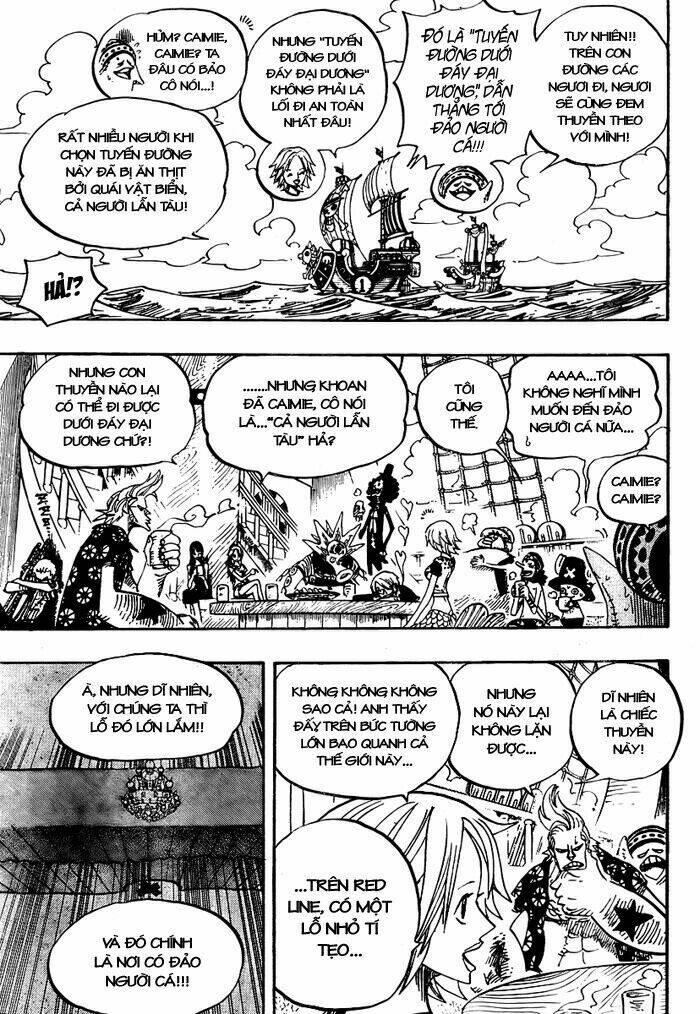 TUY NHIÊN!!
TRÊN CON
ĐƯỜNG CÁC
NGƯƠI ĐI, NGƯƠI
SẼ CÙNG ĐEM
THUYỀN THEO
VỚI MÌNH!
ĐÓ LÀ "TUYẾN
ĐƯỜNG DƯỚI
ĐÁY ĐẠI
DƯƠNG", DẪN
THẲNG TỚI
ĐẢO NGƯỜI
CÁ!!!
NHƯNG "TUYẾN
ĐƯỜNG DƯỚI
ĐÁY ĐẠI DƯƠNG"
KHÔNG PHẢI LÀ
LỐI ĐI AN TOÀN
NHẤT ĐÂU!
HỬM? CAIMIE,
CAIMIE? TA
ĐÂU CÓ BẢO
CÔ NÓI...!
RẤT NHIỀU NGƯỜI KHI
CHỌN TUYẾN ĐƯỜNG
NÀY ĐÃ BỊ ĂN THỊT
BỞI QUÁI VẬT BIỂN,
CẢ NGƯỜI LẪN TÀU!
HẢ!?
AAAA...TÔI
KHÔNG NGHĨ MÌNH
MUỐN ĐẾN ĐẢO
NGƯỜI CÁ NỮA...
CAIMIE?
CAIMIE?
TÔI
CŨNG
THẾ.
.......NHƯNG, KHOAN
ĐÃ CAIMIE, CÔ NÓI
LÀ..."CẢ NGƯỜI LẪN
TÀU" HẢ?
NHƯNG CON
THUYỀN NÀO LẠI
CÓ THỂ ĐI ĐƯỢC
DƯỚI ĐÁY ĐẠI
DƯƠNG CHỨ?!
DĨ NHIÊN
LÀ CHIẾC
THUYỀN
NÀY!
NHƯNG
NÓ NÀY LẠI
KHÔNG LẶN
ĐƯỢC...
KHÔNG KHÔNG KHÔNG
SAO CẢ! ANH THẤY
ĐẤY, TRÊN BỨC TƯỜNG
LỚN BAO QUANH CẢ
THẾ GIỚI NÀY...
...TRÊN RED
LINE, CÓ MỘT
LỖ NHỎ TÍ
TẸO...
À, NHƯNG DĨ NHIÊN,
VỚI CHÚNG TA THÌ
LỖ ĐÓ LỚN LẮM!!
VÀ ĐÓ CHÍNH
LÀ NƠI CÓ ĐẢO
NGƯỜI CÁ!!!